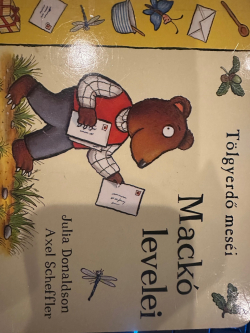 Tölgyerdő meséi
Mackó
levelei
Julia Donaldson
Axel Scheffler